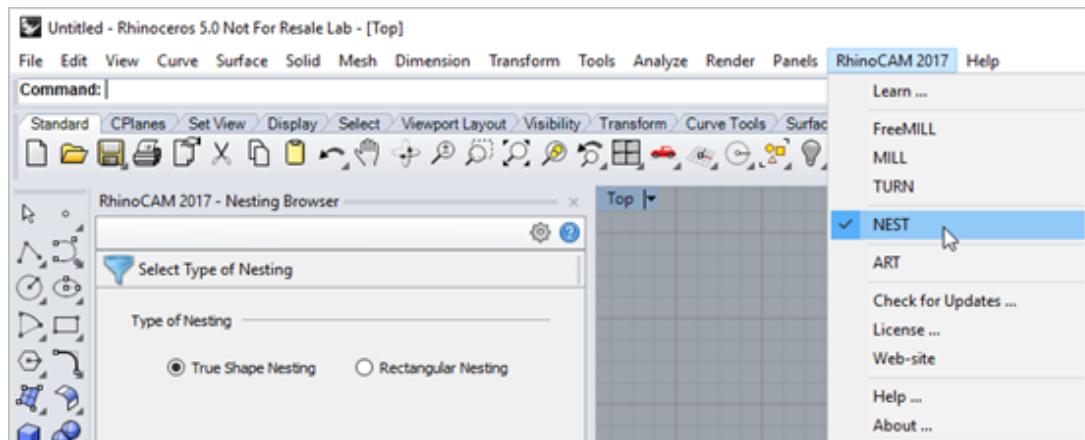 Untitled - Rhinoceros 5.0 Not For Resale Lab - [Top]
File Edit View Curve Surface Solid Mesh Dimension Transform Tools Analyze Render Panels RhinoCAM 2017 Help
Command:
Standard CPlanes Set View Display Select Viewport Layout Visibility Transform Curve Tools Surfac
RhinoCAM 2017 - Nesting Browser
Select Type of Nesting
Type of Nesting
True Shape Nesting Rectangular Nesting
Top
Learn ...
FreeMILL
MILL
TURN
NEST
ART
Check for Updates ...
License ...
Web-site
Help ...
About ...